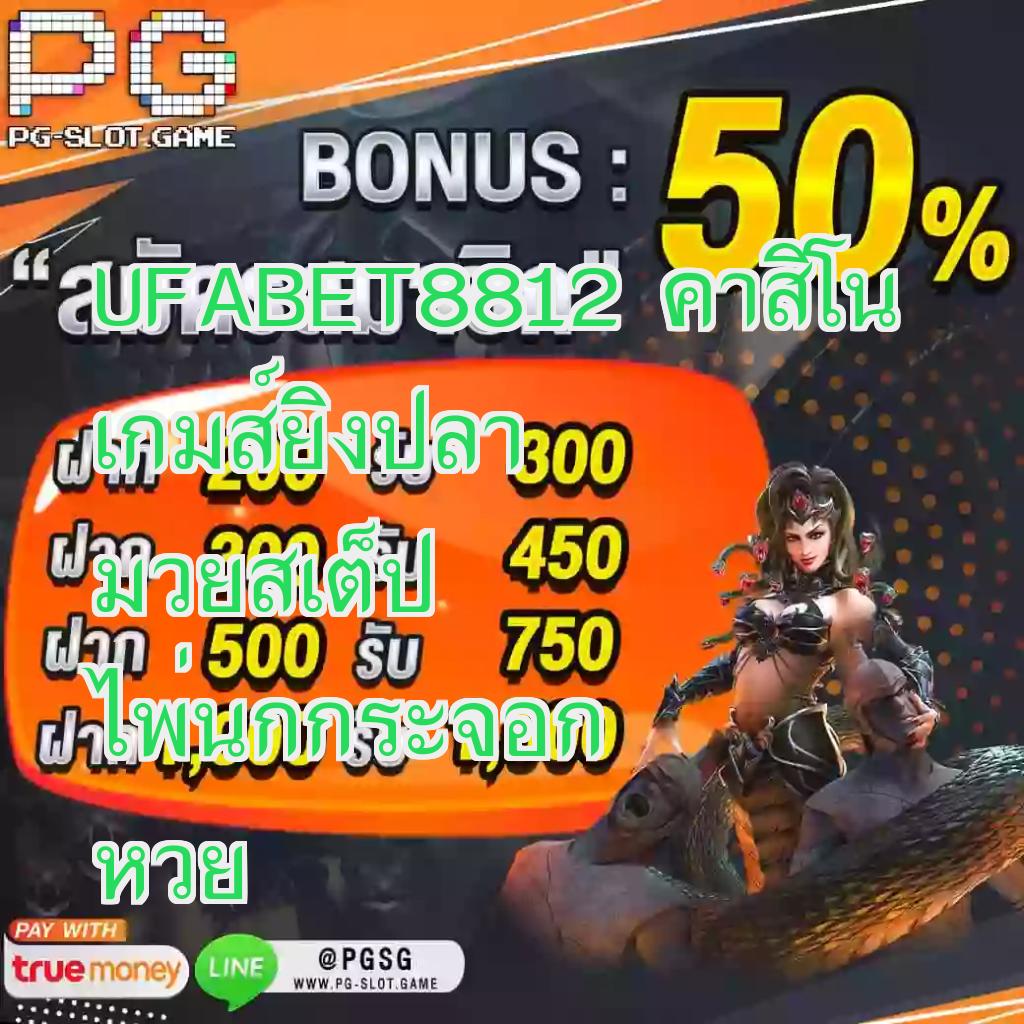 PG
PG-SLOT.GAME
BONUS : 50%
UFABET8812 คาสิโน
เกมส์ยิงปลา
300
มวยสเต็ป
450
ฝาก 500 รับ 750
ไพ่นกกระจอก
หวย
PAY WITH
truemoney
LINE
@PGSG
WWW.PG-SLOT.GAME